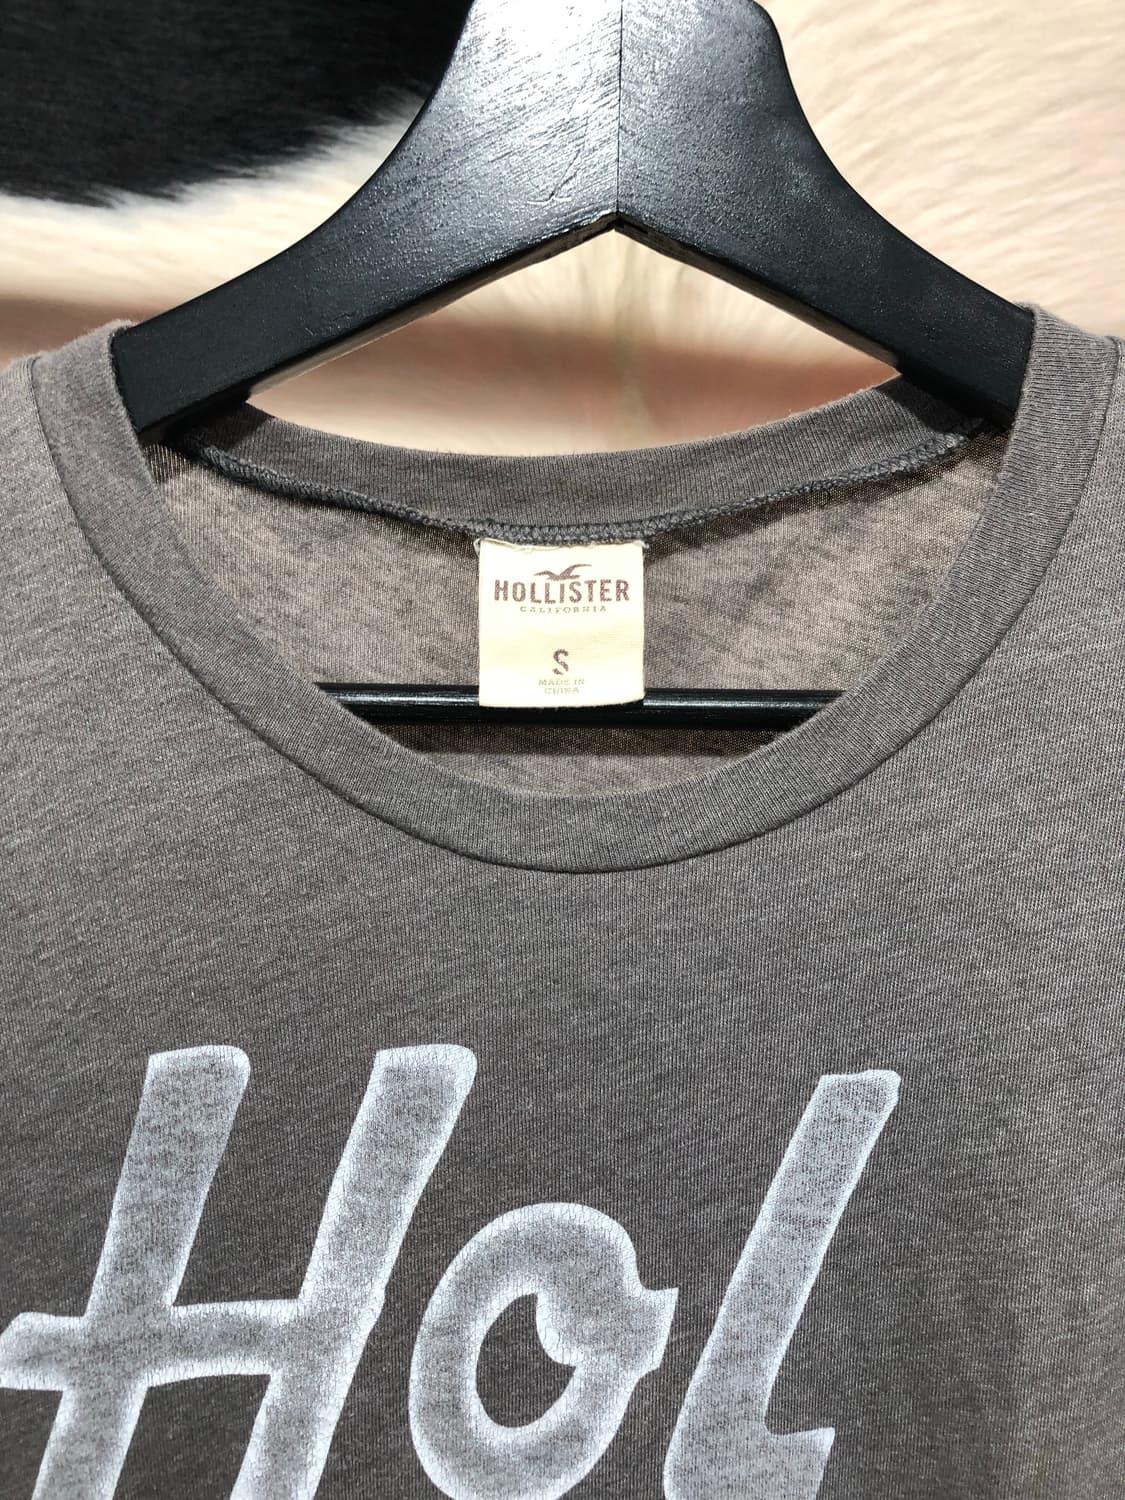 HOLLISTER
CALIFORNIA
S
MADE IN
CHINA
Hol